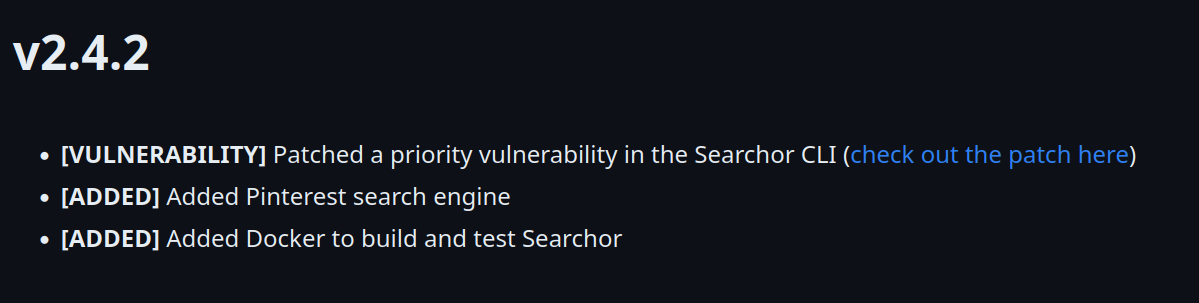 v2.4.2
[VULNERABILITY] Patched a priority vulnerability in the Searchor CLI (check out the patch here)
[ADDED] Added Pinterest search engine
[ADDED] Added Docker to build and test Searchor